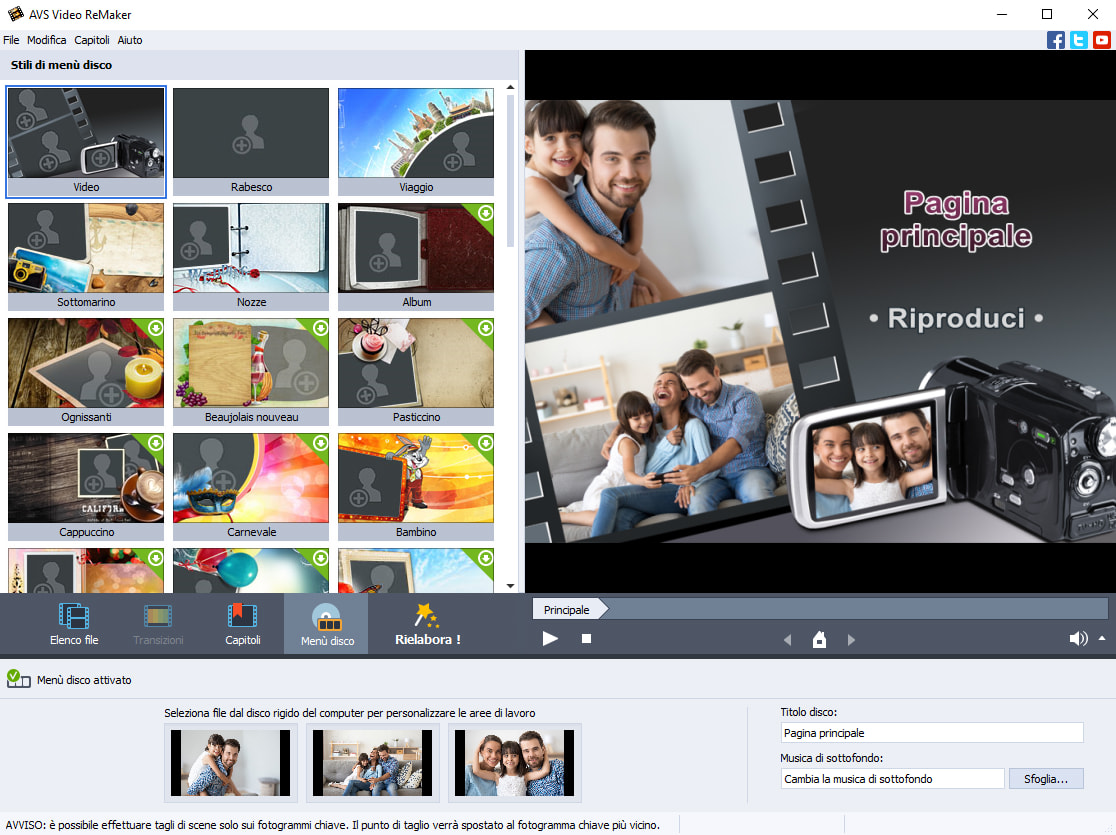 AVS Video ReMaker
File Modifica Capitoli Aiuto
Stili di menù disco
Video
Rabesco
Viaggio
Sottomarino
Nozze
Album
Ognissanti
Beaujolais nouveau
Pasticcino
Cappuccino
Carnevale
Bambino
Pagina
principale
• Riproduci •
Elenco file
Transizioni
Capitoli
Menù disco
Rielabora !
Principale
Menù disco attivato
Seleziona file dal disco rigido del computer per personalizzare le aree di lavoro
Titolo disco:
Pagina principale
Musica di sottofondo:
Cambia la musica di sottofondo
Sfoglia...
AVVISO: è possibile effettuare tagli di scene solo sui fotogrammi chiave. Il punto di taglio verrà spostato al fotogramma chiave più vicino.